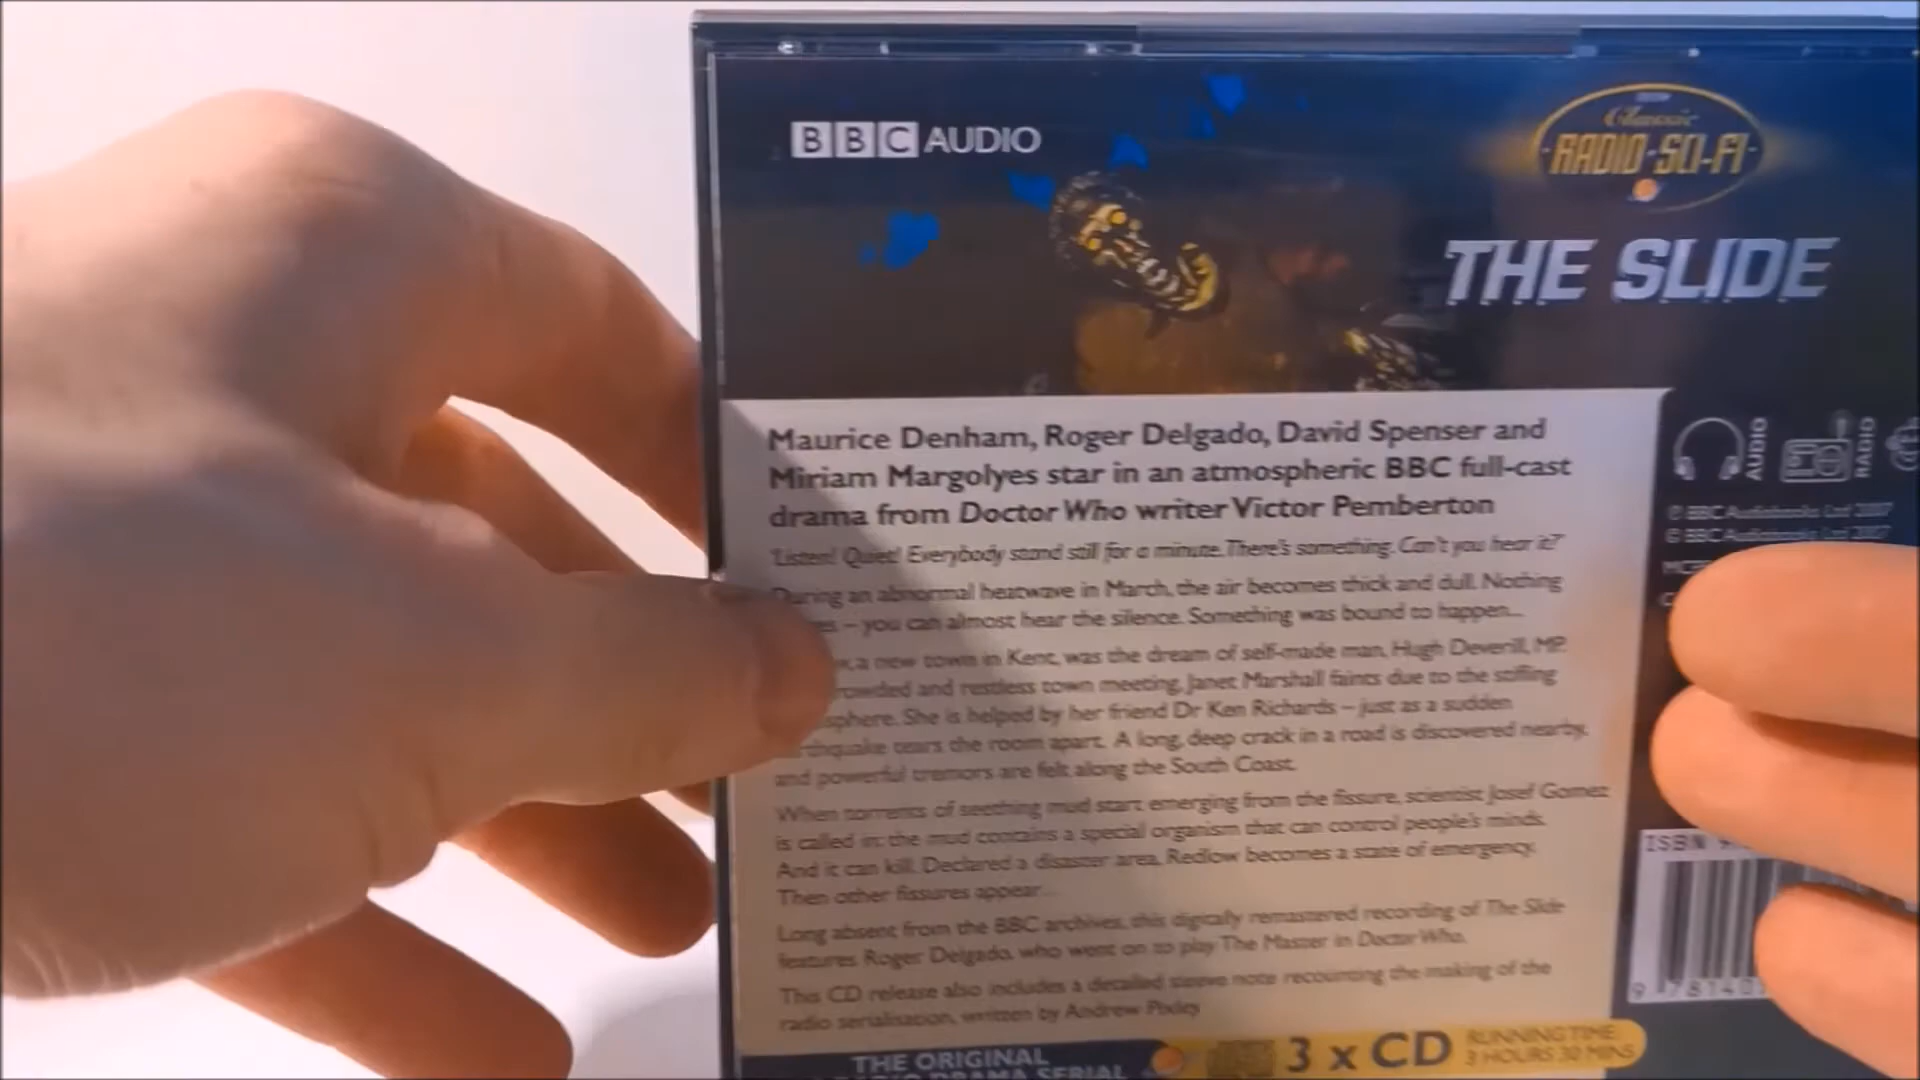 BBC AUDIO
Classic
RADIO SCI-FI
THE SLIDE
Maurice Denham, Roger Delgado, David Spenser and
Miriam Margolyes star in an atmospheric BBC full-cast
drama from Doctor Who writer Victor Pemberton
'Listen! Quiet! Everybody stand still for a minute. There's something. Can't you hear it?'
During an abnormal heatwave in March, the air becomes thick and dull. Nothing
– you can almost hear the silence. Something was bound to happen...
a new town in Kent, was the dream of self-made man, Hugh Deverill, MP.
and restless town meeting, Janet Marshall faints due to the stifling
She is helped by her friend Dr Ken Richards – just as a sudden
tears the room apart. A long, deep crack in a road is discovered nearby,
and powerful tremors are felt along the South Coast.
When torrents of seething mud start emerging from the fissure, scientist Josef Gomez
is called in: the mud contains a special organism that can control people's minds.
And it can kill. Declared a disaster area, Redlow becomes a state of emergency.
Then other fissures appear...
Long absent from the BBC archives, this digitally remastered recording of The Slide
features Roger Delgado, who went on to play The Master in Doctor Who.
This CD release also includes a detailed sleeve note recounting the making of the
radio serialisation, written by Andrew Pixley
AUDIO
RADIO
© BBC Audiobooks Ltd 2007
© BBC Audiobooks Ltd 2007
ISBN
THE ORIGINAL
RADIO DRAMA SERIAL
3 x CD
RUNNING TIME
3 HOURS 30 MINS